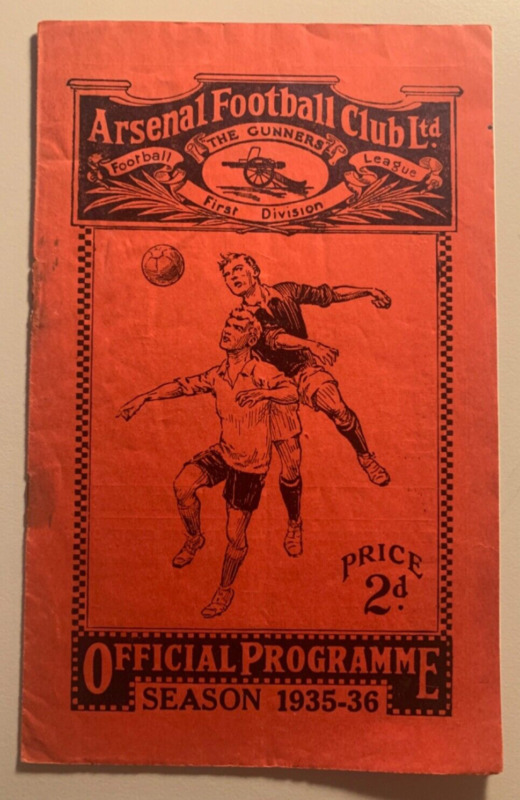 Arsenal Football Club Ltd.
THE GUNNERS
Football League
First Division
PRICE
2d.
OFFICIAL PROGRAMME
SEASON 1935-36